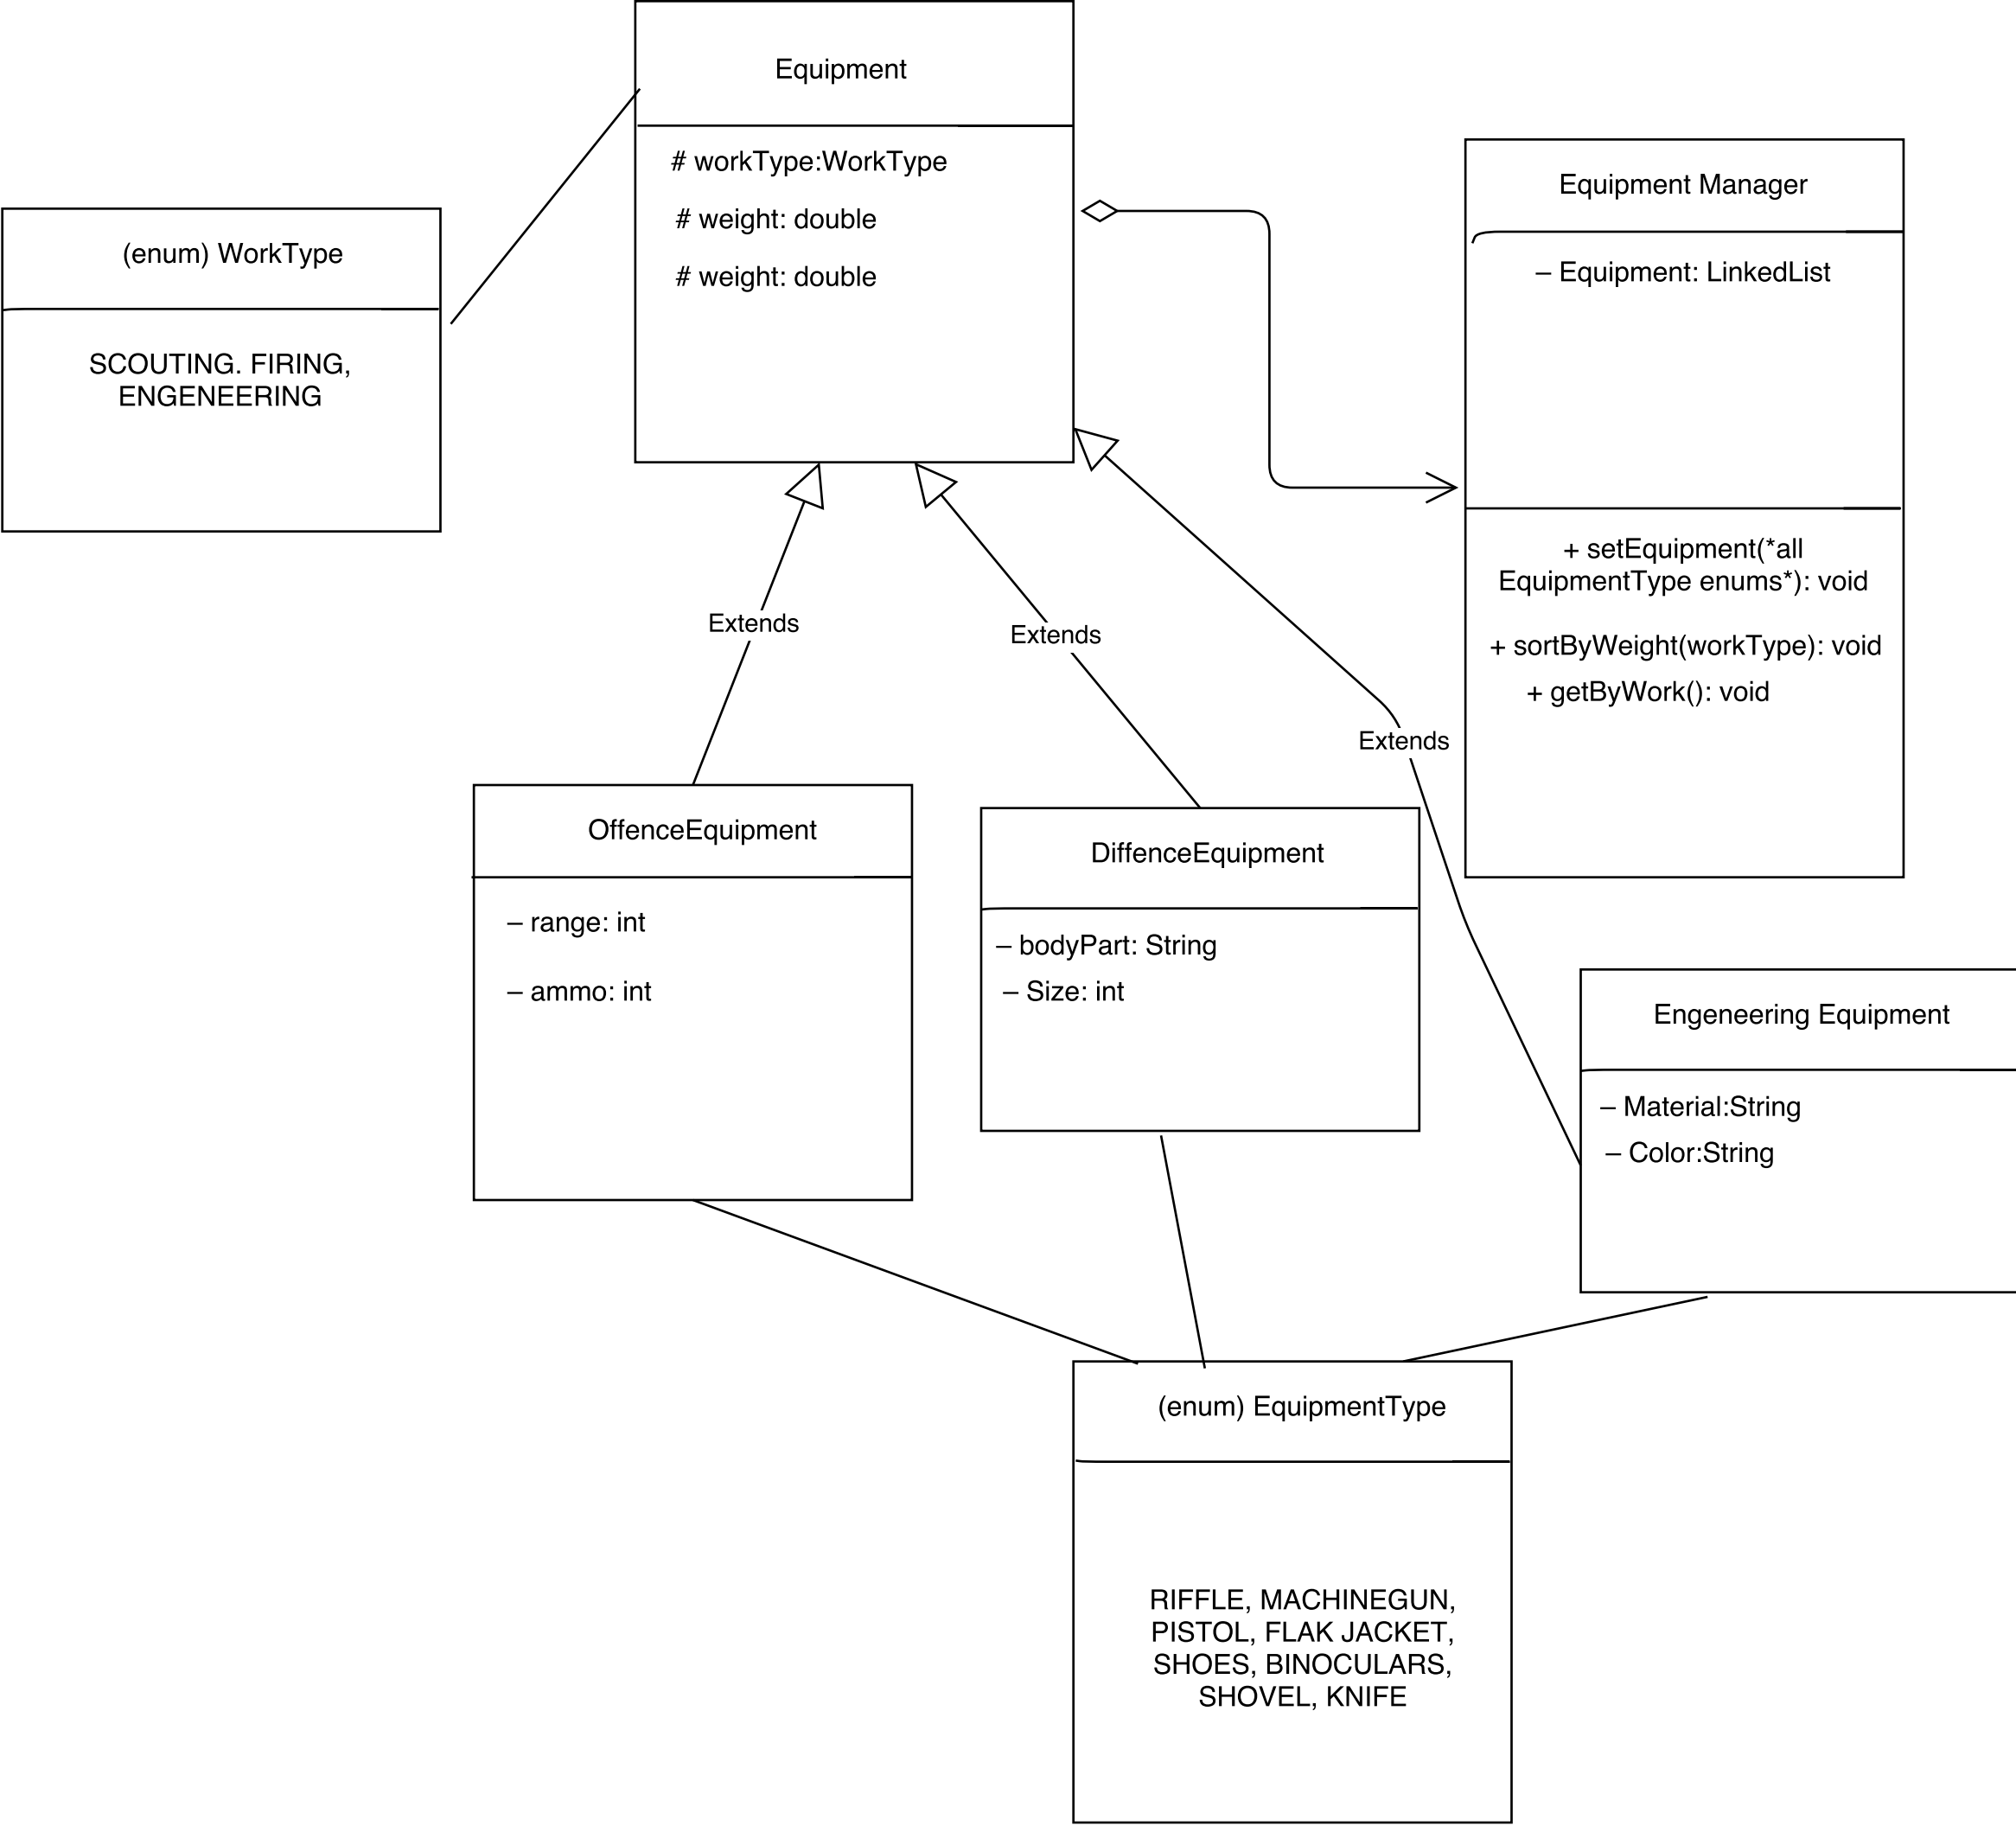 Equipment
# workType:WorkType
# weight: double
# weight: double
(enum) WorkType
SCOUTING. FIRING,
ENGENEERING
Equipment Manager
– Equipment: LinkedList
+ setEquipment(*all
EquipmentType enums*): void
+ sortByWeight(workType): void
+ getByWork(): void
Extends
Extends
Extends
OffenceEquipment
– range: int
– ammo: int
DiffenceEquipment
– bodyPart: String
– Size: int
Engeneering Equipment
– Material:String
– Color:String
(enum) EquipmentType
RIFFLE, MACHINEGUN,
PISTOL, FLAK JACKET,
SHOES, BINOCULARS,
SHOVEL, KNIFE